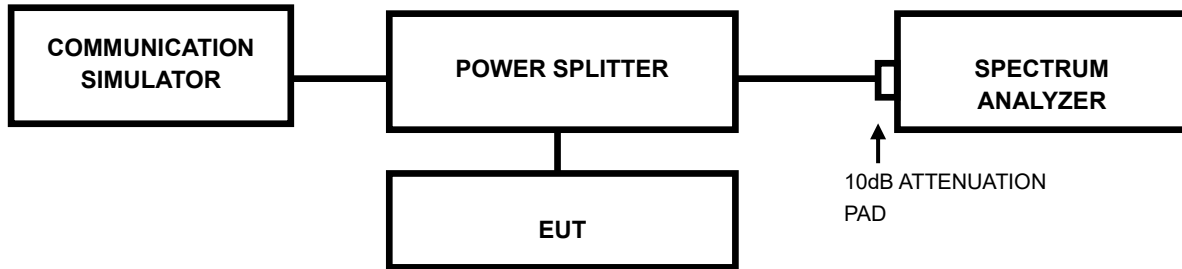 COMMUNICATION
SIMULATOR
POWER SPLITTER
SPECTRUM
ANALYZER
10dB ATTENUATION
PAD
EUT